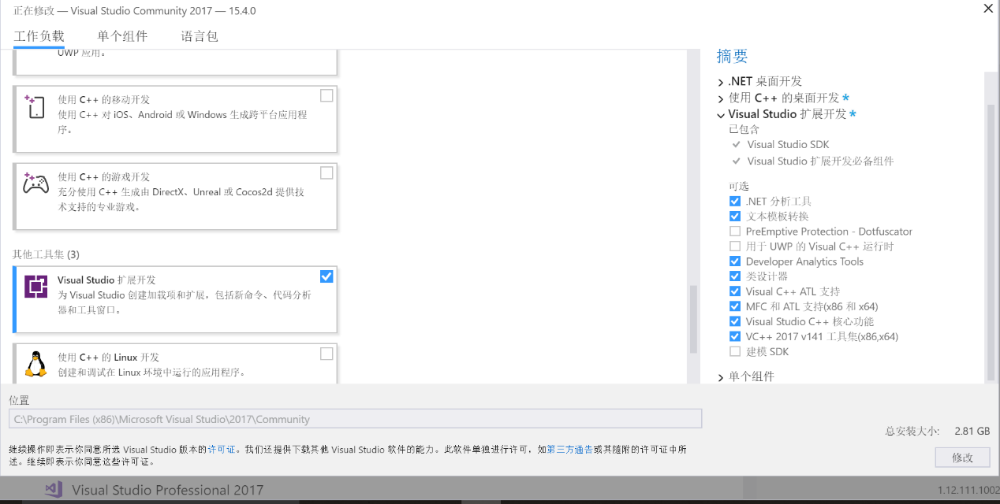 正在修改 — Visual Studio Community 2017 — 15.4.0
工作负载 单个组件 语言包
UWP 应用。
使用 C++ 的移动开发
使用 C++ 对 iOS、Android 或 Windows 生成跨平台应用程
序。
使用 C++ 的游戏开发
充分使用 C++ 生成由 DirectX、Unreal 或 Cocos2d 提供技
术支持的专业游戏。
其他工具集 (3)
Visual Studio 扩展开发
为 Visual Studio 创建加载项和扩展，包括新命令、代码分析
器和工具窗口。
使用 C++ 的 Linux 开发
创建和调试在 Linux 环境中运行的应用程序。
摘要
.NET 桌面开发
使用 C++ 的桌面开发 *
Visual Studio 扩展开发 *
已包含
Visual Studio SDK
Visual Studio 扩展开发必备组件
可选
.NET 分析工具
文本模板转换
PreEmptive Protection - Dotfuscator
用于 UWP 的 Visual C++ 运行时
Developer Analytics Tools
类设计器
Visual C++ ATL 支持
MFC 和 ATL 支持(x86 和 x64)
Visual Studio C++ 核心功能
VC++ 2017 v141 工具集(x86,x64)
建模 SDK
单个组件
位置
C:\Program Files (x86)\Microsoft Visual Studio\2017\Community
总安装大小: 2.81 GB
继续操作即表示你同意所选 Visual Studio 版本的许可证。我们还提供下载其他 Visual Studio 软件的能力。此软件单独进行许可，如第三方通告或其随附的许可证中所
述。继续即表示你同意这些许可证。
修改
Visual Studio Professional 2017
1.12.111.1002